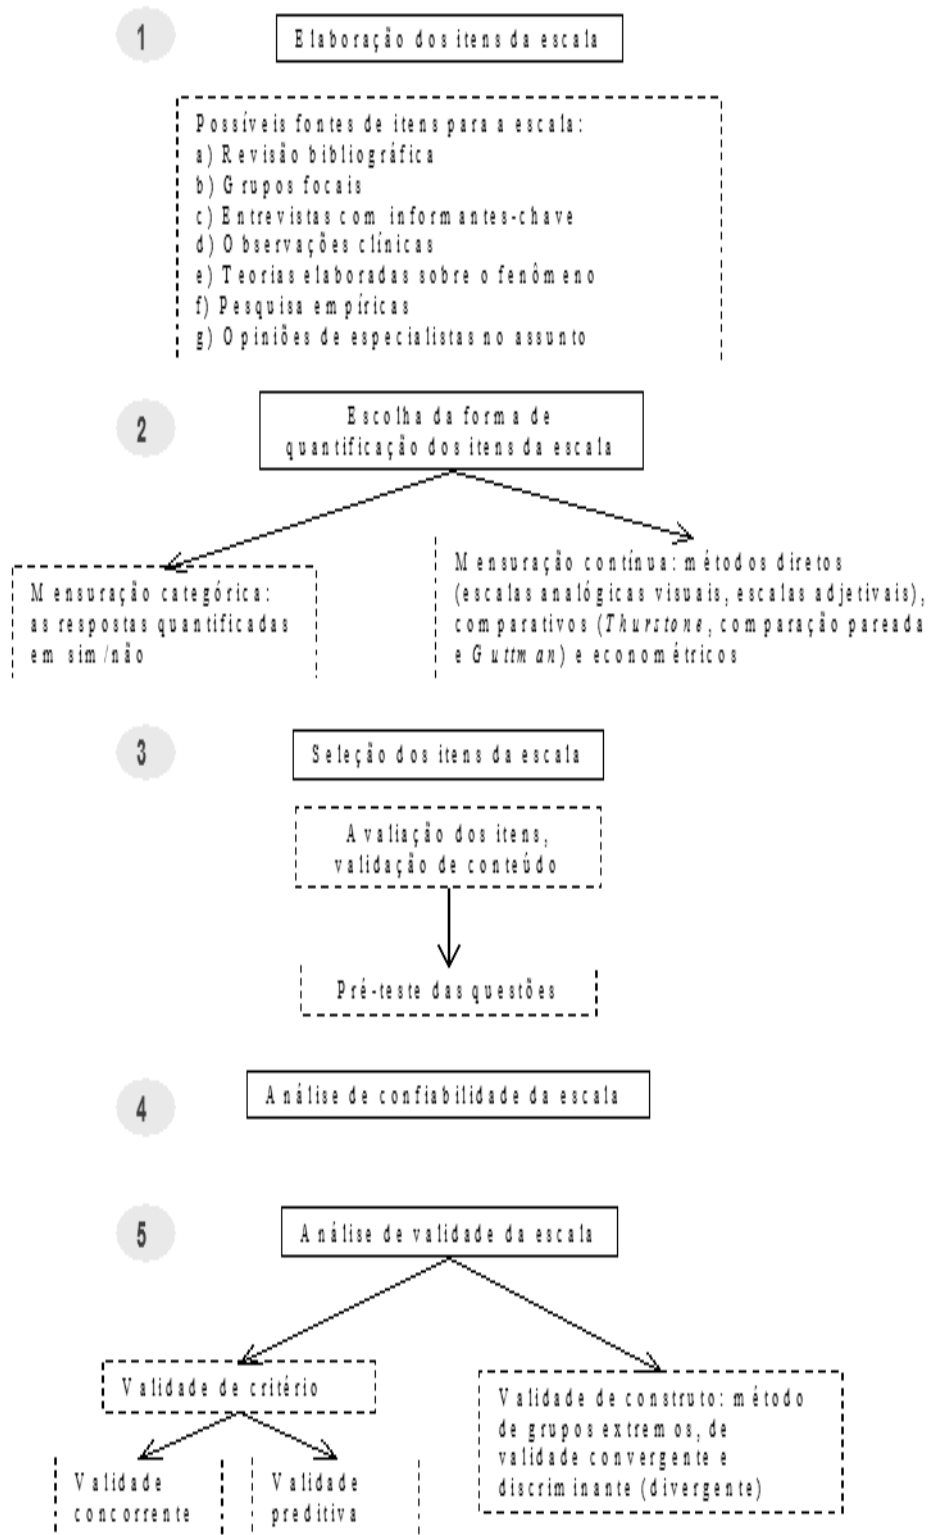 1
Elaboração dos itens da escala
Possíveis fontes de itens para a escala:
a) Revisão bibliográfica
b) Grupos focais
c) Entrevistas com informantes-chave
d) Observações clínicas
e) Teorias elaboradas sobre o fenômeno
f) Pesquisa empíricas
g) Opiniões de especialistas no assunto
2
Escolha da forma de
quantificação dos itens da escala
Mensuração categórica:
as respostas quantificadas
em sim/não
Mensuração contínua: métodos diretos
(escalas analógicas visuais, escalas adjetivais),
comparativos (Thurstone, comparação pareada
e Guttman) e econométricos
3
Seleção dos itens da escala
Avaliação dos itens,
validação de conteúdo
Pré-teste das questões
4
Análise de confiabilidade da escala
5
Análise de validade da escala
Validade de critério
Validade de construto: método
de grupos extremos, de
validade convergente e
discriminante (divergente)
Validade
concorrente
Validade
preditiva